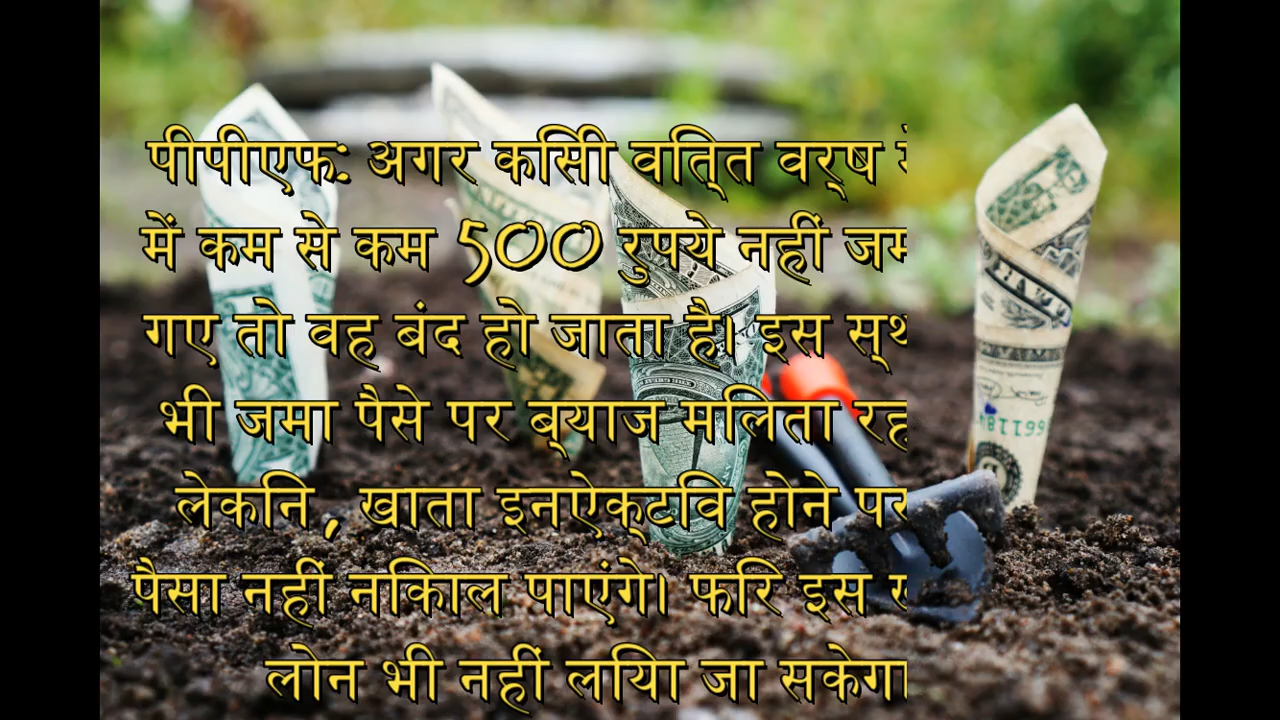 पीपीएफ: अगर कसिी वति्त वर्ष
में कम से कम 500 रुपये नहीं
गए तो वह बंद हो जाता है। इस
भी जमा पैसे पर ब्याज मलिता
लेकनि, खाता इनऐक्टवि होने पर
पैसा नहीं नकिाल पाएंगे। फरि इस
लोन भी नहीं लयिा जा सकेगा